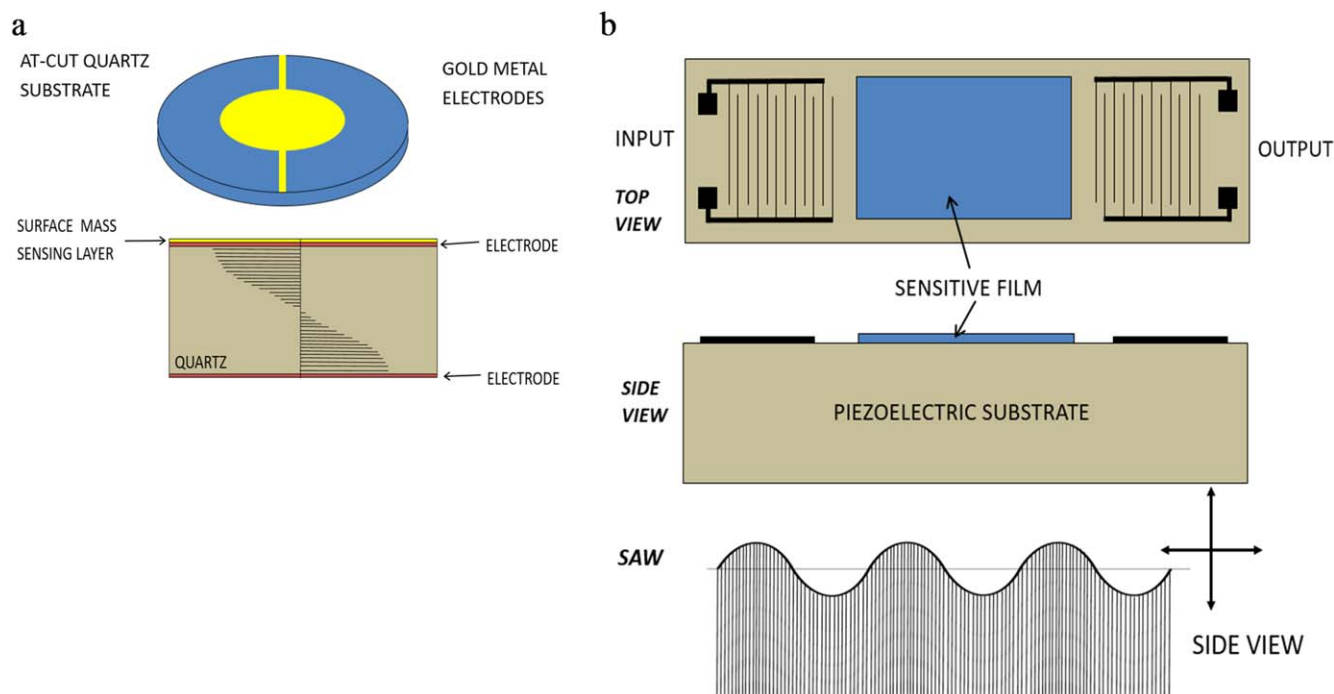 a
AT-CUT QUARTZ
SUBSTRATE
GOLD METAL
ELECTRODES
SURFACE MASS
SENSING LAYER
ELECTRODE
QUARTZ
ELECTRODE
b
INPUT
OUTPUT
TOP
VIEW
SENSITIVE FILM
SIDE
VIEW
PIEZOELECTRIC SUBSTRATE
SAW
SIDE VIEW